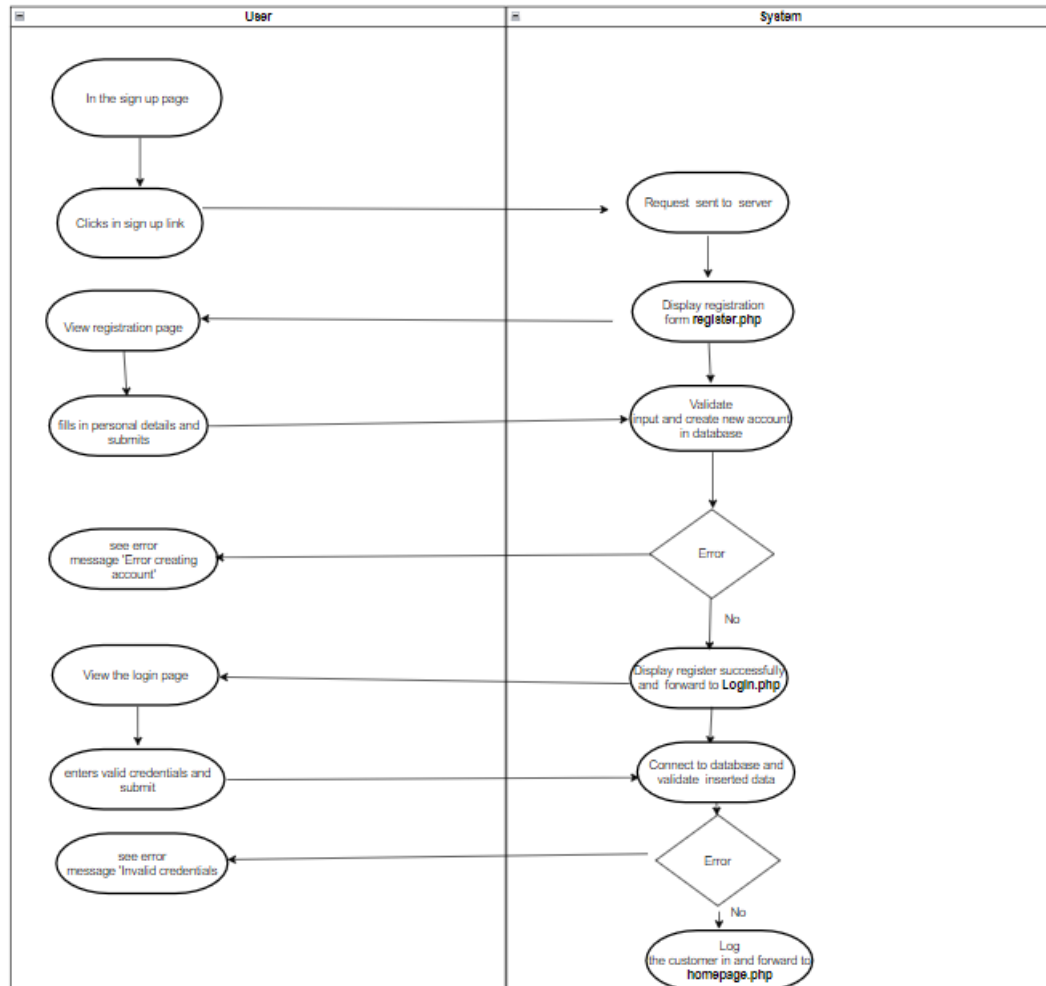 User
System
In the sign up page
Clicks in sign up link
Request sent to server
Display registration
form register.php
View registration page
fills in personal details and
submits
Validate
input and create new account
in database
see error
message 'Error creating
account'
Error
No
View the login page
Display register successfully
and forward to Login.php
enters valid credentials and
submit
Connect to database and
validate inserted data
see error
message 'Invalid credentials
Error
No
Log
the customer in and forward to
homepage.php